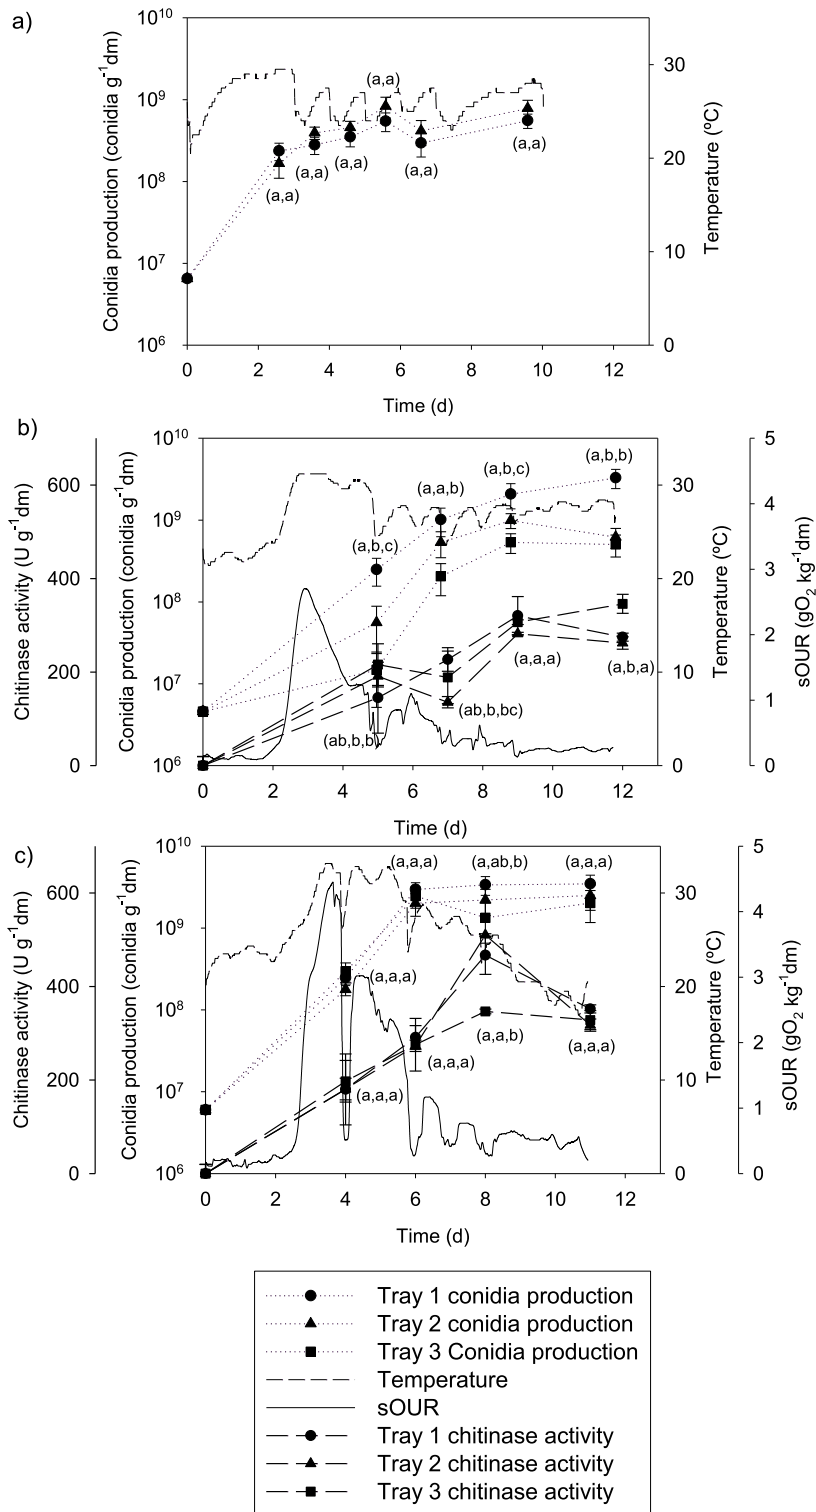 a)
Conidia production (conidia g-1dm)
10^10
10^9
10^8
10^7
10^6
(a,a)
(a,a)
(a,a)
(a,a)
(a,a)
(a,a)
30
20
10
0
Temperature (ºC)
0 2 4 6 8 10 12
Time (d)
b)
Chitinase activity (U g-1dm)
600
400
200
0
Conidia production (conidia g-1dm)
10^10
10^9
10^8
10^7
10^6
(a,b,c)
(a,a,b)
(a,b,c)
(a,b,b)
(ab,b,b)
(ab,b,bc)
(a,a,a)
(a,b,a)
30
20
10
0
Temperature (ºC)
5
4
3
2
1
0
sOUR (gO2 kg-1dm)
0 2 4 6 8 10 12
Time (d)
c)
Chitinase activity (U g-1dm)
600
400
200
0
Conidia production (conidia g-1dm)
10^10
10^9
10^8
10^7
10^6
(a,a,a)
(a,ab,b)
(a,a,a)
(a,a,a)
(a,a,a)
(a,a,a)
(a,a,b)
(a,a,a)
30
20
10
0
Temperature (ºC)
5
4
3
2
1
0
sOUR (gO2 kg-1dm)
0 2 4 6 8 10 12
Time (d)
Tray 1 conidia production
Tray 2 conidia production
Tray 3 Conidia production
Temperature
sOUR
Tray 1 chitinase activity
Tray 2 chitinase activity
Tray 3 chitinase activity